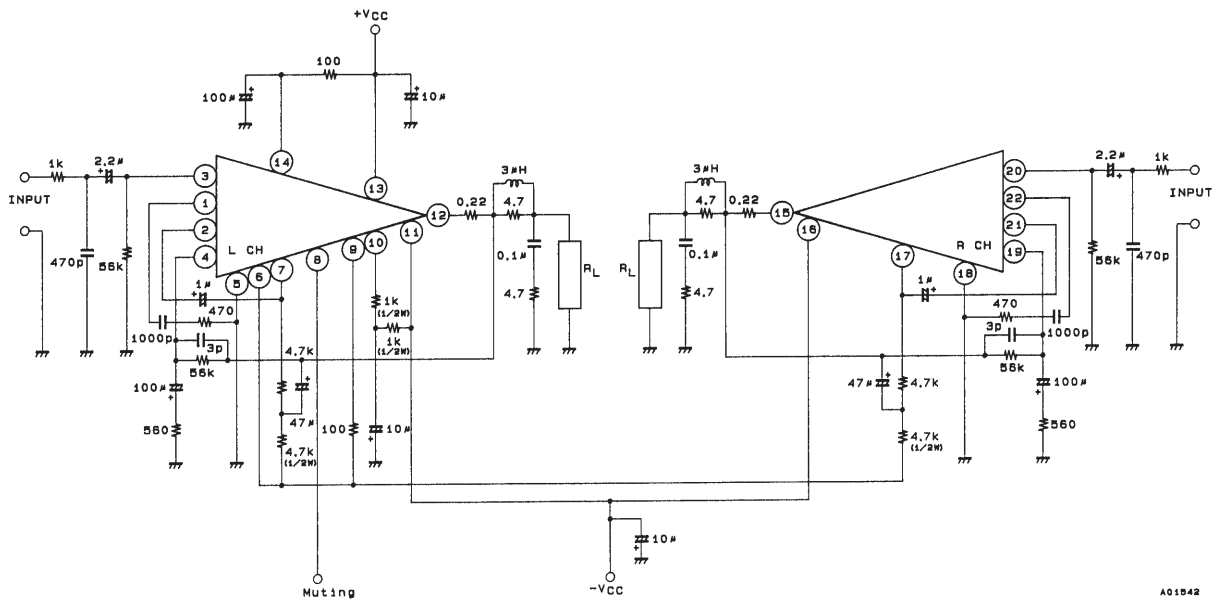 +VCC
100
100µ +
+ 10µ
14
13
1k
2.2µ
+
INPUT
470p
56k
3
1
2
4
L CH
5
6
7
8
9
10
11
12
0.22
3µH
4.7
0.1µ
4.7
RL
1µ
+
470
1000p
3p
56k
100µ
+
560
4.7k
+
47µ
4.7k
(1/2W)
100
1k
(1/2W)
1k
(1/2W)
10µ
+
Muting
RL
3µH
4.7
0.22
0.1µ
4.7
15
16
17
18
R CH
20
22
21
19
2.2µ
+
1k
INPUT
56k
470p
1µ
+
470
3p
1000p
56k
47µ +
4.7k
4.7k
(1/2W)
+
100µ
560
10µ
+
-VCC
A01542